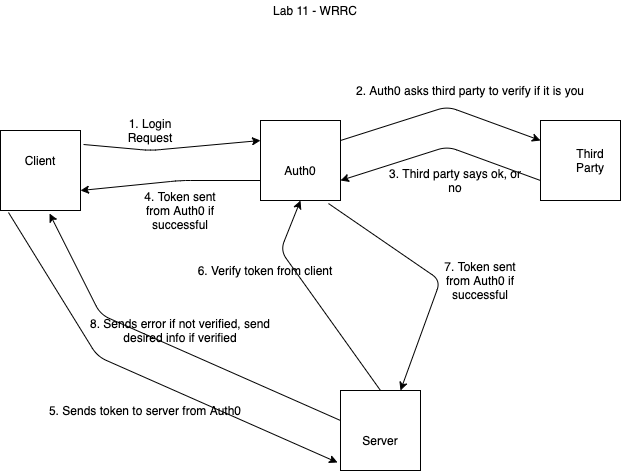 Lab 11 - WRRC
2. Auth0 asks third party to verify if it is you
1. Login
Request
Client
Auth0
Third
Party
3. Third party says ok, or
no
4. Token sent
from Auth0 if
successful
6. Verify token from client
7. Token sent
from Auth0 if
successful
8. Sends error if not verified, send
desired info if verified
5. Sends token to server from Auth0
Server